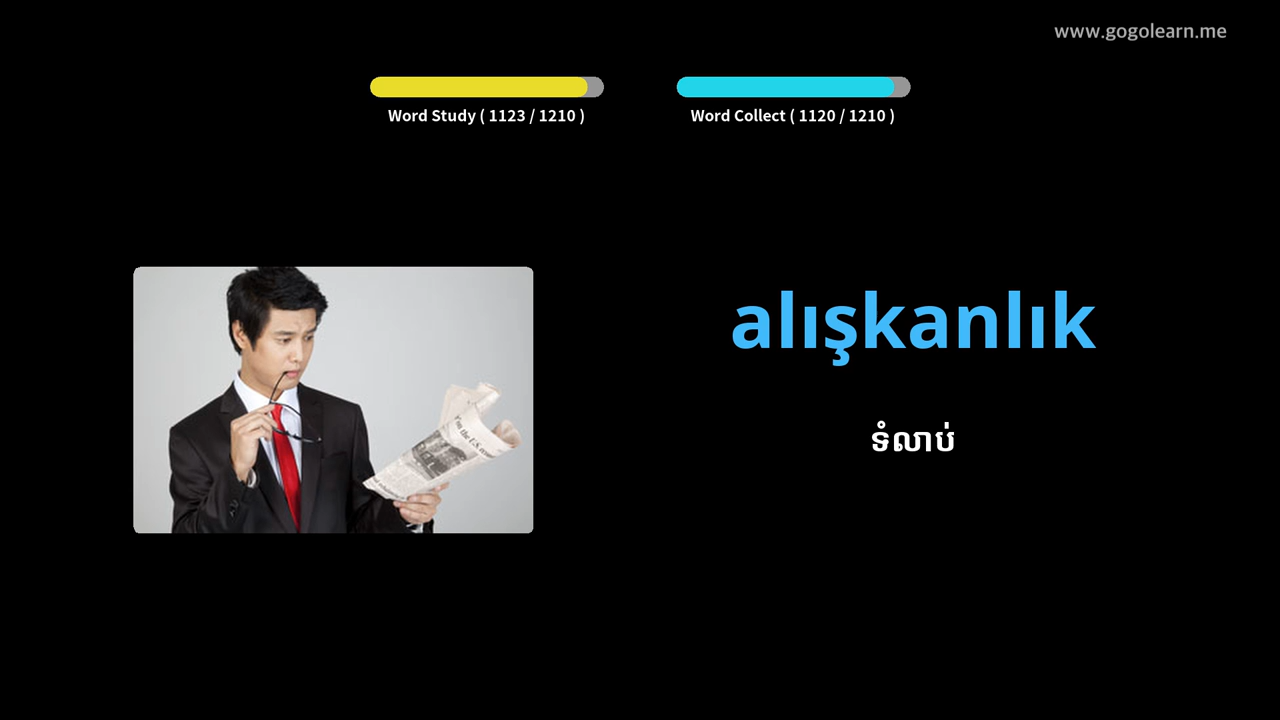 www.gogolearn.me
Word Study ( 1123 / 1210 )
Word Collect ( 1120 / 1210 )
alışkanlık
ទំលាប់